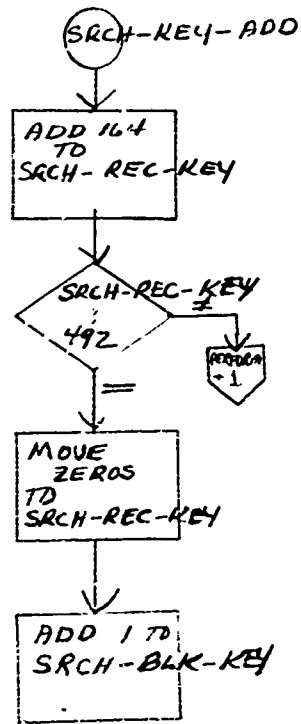 SRCH-KEY-ADD
ADD 164
TO
SRCH-REC-KEY
SRCH-REC-KEY
:
492
≠
PERFORM
+1
=
MOVE
ZEROS
TO
SRCH-REC-KEY
ADD 1 TO
SRCH-BLK-KEY